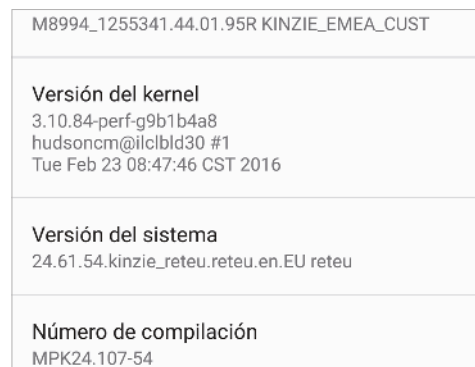 M8994_1255341.44.01.95R KINZIE_EMEA_CUST
Versión del kernel
3.10.84-perf-g9b1b4a8
hudsoncm@ilclbld30 #1
Tue Feb 23 08:47:46 CST 2016
Versión del sistema
24.61.54.kinzie_reteu.reteu.en.EU reteu
Número de compilación
MPK24.107-54